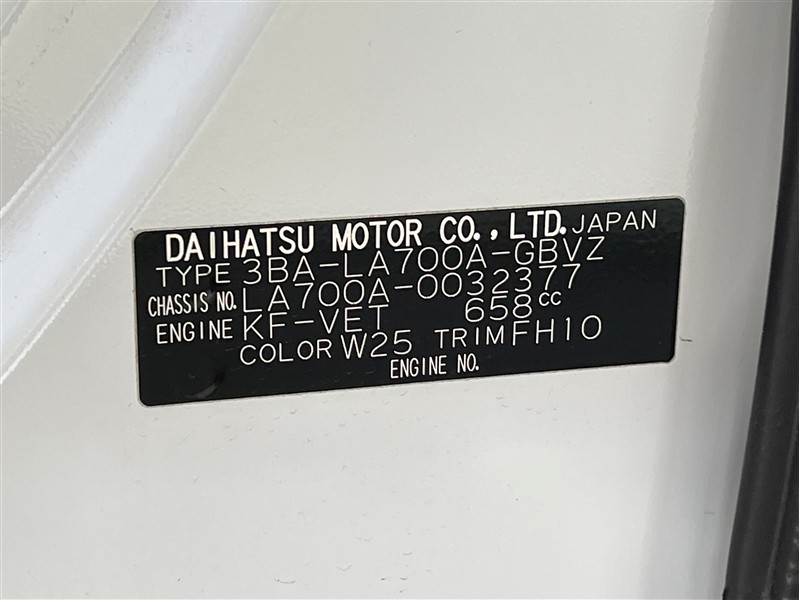 DAIHATSU MOTOR CO., LTD. JAPAN
TYPE 3BA-LA700A-GBVZ
CHASSIS NO. LA700A-0032377
ENGINE KF-VET 658cc
COLOR W25 TRIM FH10
ENGINE NO.